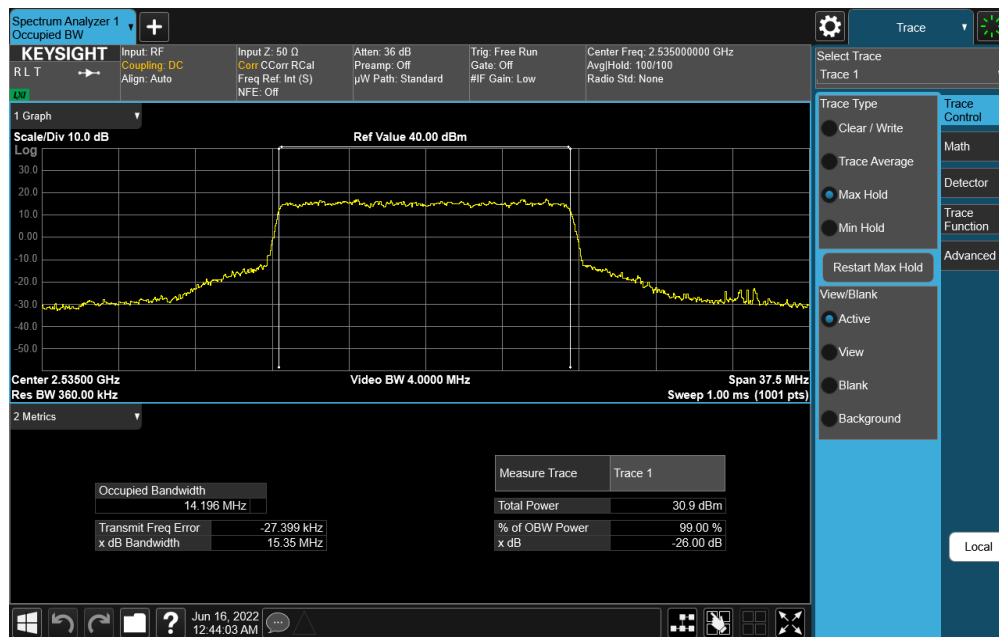 Spectrum Analyzer 1
Occupied BW
Trace
KEYSIGHT
R L T
LXI
Input: RF
Coupling: DC
Align: Auto
Input Z: 50 Ω
Corr CCorr RCal
Freq Ref: Int (S)
NFE: Off
Atten: 36 dB
Preamp: Off
µW Path: Standard
Trig: Free Run
Gate: Off
#IF Gain: Low
Center Freq: 2.535000000 GHz
Avg|Hold: 100/100
Radio Std: None
Select Trace
Trace 1
1 Graph
Scale/Div 10.0 dB
Ref Value 40.00 dBm
Log
30.0
20.0
10.0
0.00
-10.0
-20.0
-30.0
-40.0
-50.0
Center 2.53500 GHz
Video BW 4.0000 MHz
Span 37.5 MHz
Res BW 360.00 kHz
Sweep 1.00 ms (1001 pts)
Trace Type
Clear / Write
Trace Average
Max Hold
Min Hold
Restart Max Hold
View/Blank
Active
View
Blank
Background
Trace
Control
Math
Detector
Trace
Function
Advanced
Local
2 Metrics
Occupied Bandwidth
14.196 MHz
Transmit Freq Error -27.399 kHz
x dB Bandwidth 15.35 MHz
Measure Trace Trace 1
Total Power 30.9 dBm
% of OBW Power 99.00 %
x dB -26.00 dB
Jun 16, 2022
12:44:03 AM